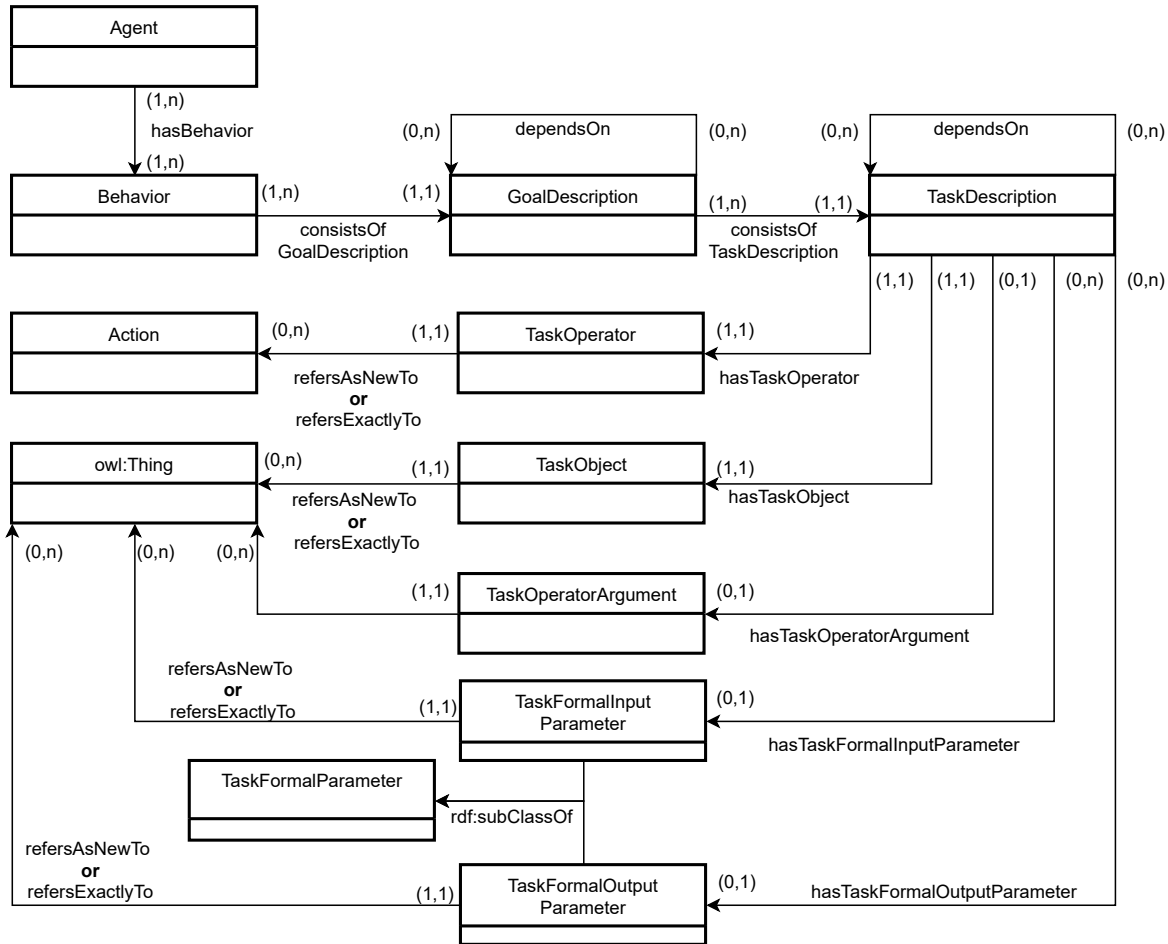 Agent
(1,n)
hasBehavior
(1,n)
Behavior
(1,n)
(1,1)
consistsOf
GoalDescription
(0,n)
dependsOn
(0,n)
GoalDescription
(1,n)
(1,1)
consistsOf
TaskDescription
(0,n)
dependsOn
(0,n)
TaskDescription
(1,1)
(1,1)
(0,1)
(0,n)
(0,n)
Action
(0,n)
(1,1)
refersAsNewTo
or
refersExactlyTo
TaskOperator
(1,1)
hasTaskOperator
owl:Thing
(0,n)
(1,1)
refersAsNewTo
or
refersExactlyTo
TaskObject
(1,1)
hasTaskObject
(0,n)
(0,n)
(0,n)
(1,1)
TaskOperatorArgument
(0,1)
hasTaskOperatorArgument
refersAsNewTo
or
refersExactlyTo
(1,1)
TaskFormalInput
Parameter
(0,1)
hasTaskFormalInputParameter
TaskFormalParameter
rdf:subClassOf
refersAsNewTo
or
refersExactlyTo
(1,1)
TaskFormalOutput
Parameter
(0,1)
hasTaskFormalOutputParameter